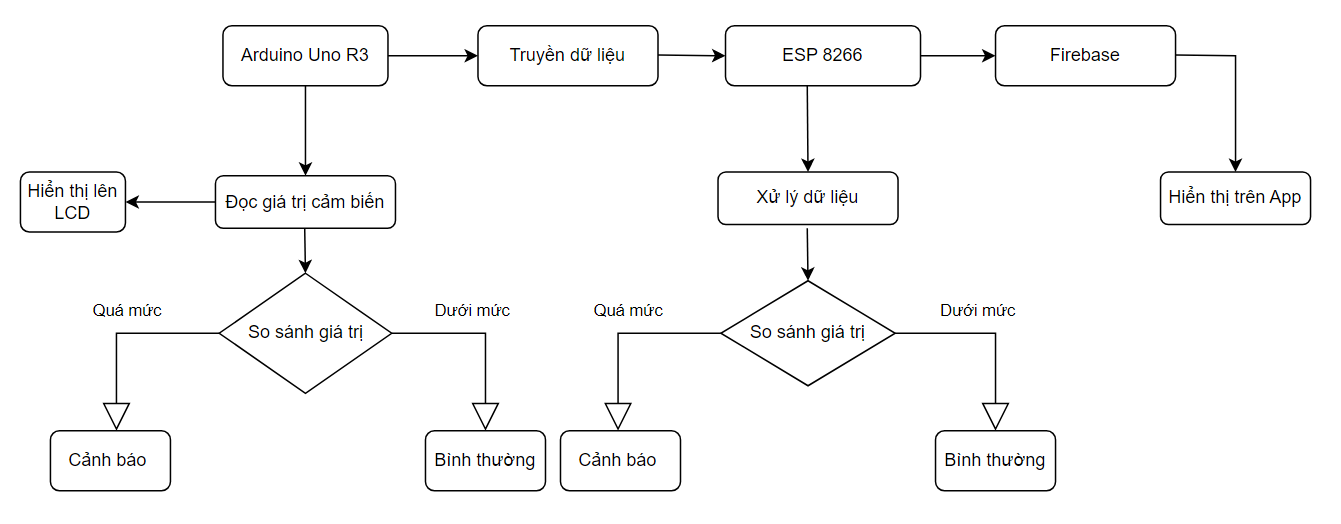 Arduino Uno R3
Truyền dữ liệu
ESP 8266
Firebase
Hiển thị lên
LCD
Đọc giá trị cảm biến
Xử lý dữ liệu
Hiển thị trên App
Quá mức
Dưới mức
Quá mức
Dưới mức
So sánh giá trị
So sánh giá trị
Cảnh báo
Bình thường
Cảnh báo
Bình thường